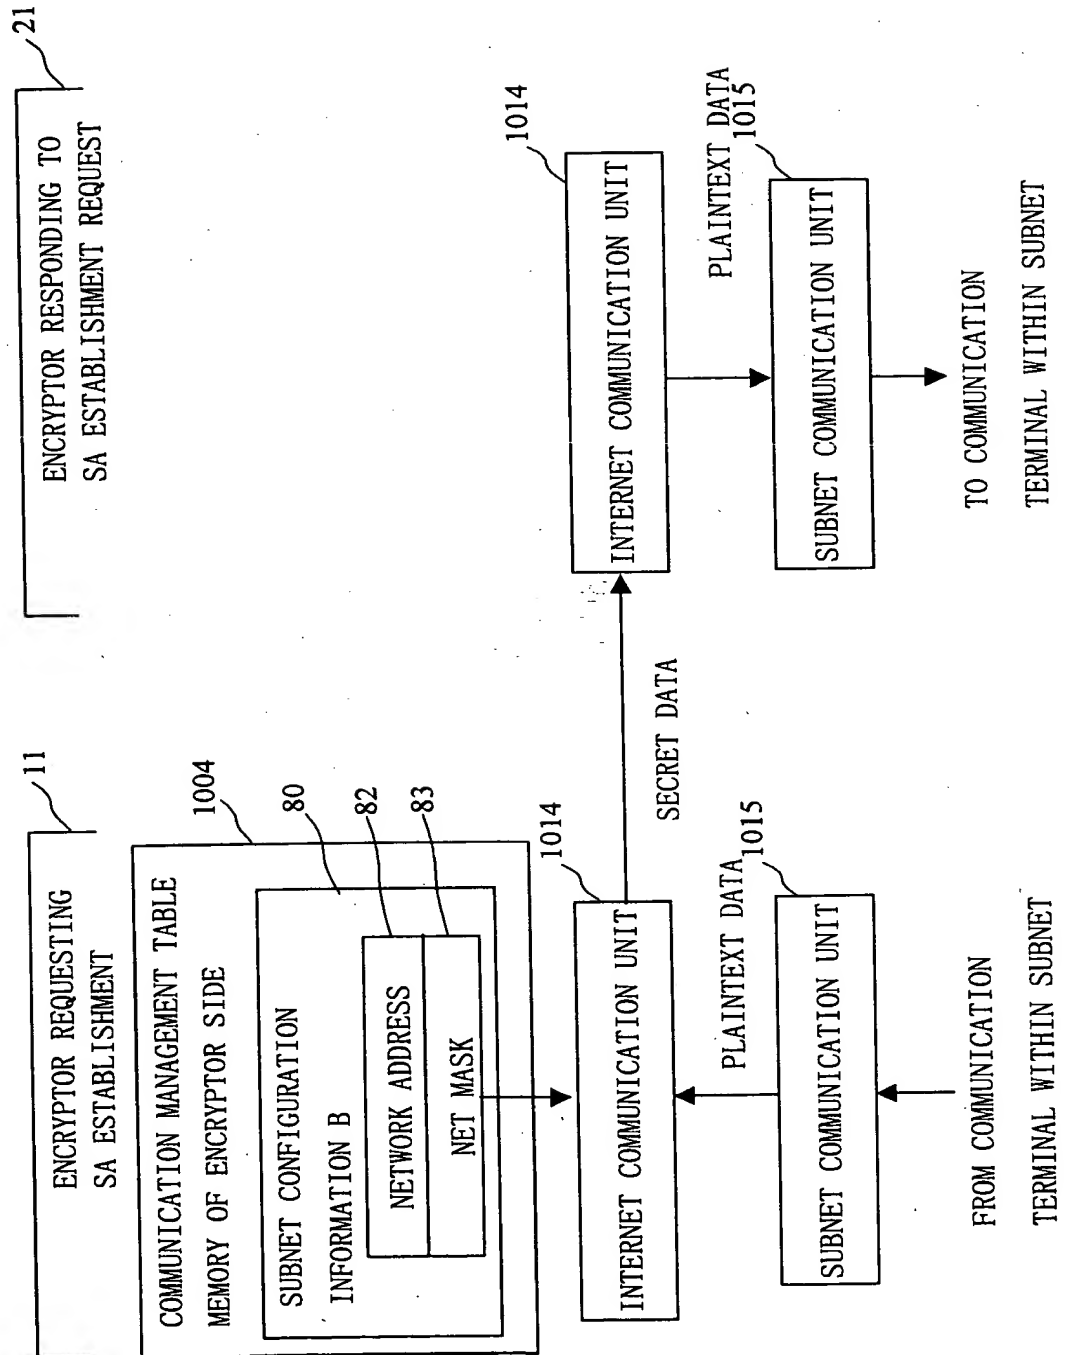 ENCRYPTOR REQUESTING
SA ESTABLISHMENT
11
COMMUNICATION MANAGEMENT TABLE
MEMORY OF ENCRYPTOR SIDE
1004
SUBNET CONFIGURATION
INFORMATION B
80
NETWORK ADDRESS
82
NET MASK
83
INTERNET COMMUNICATION UNIT
1014
PLAINTEXT DATA
SUBNET COMMUNICATION UNIT
1015
FROM COMMUNICATION
TERMINAL WITHIN SUBNET
SECRET DATA
ENCRYPTOR RESPONDING TO
SA ESTABLISHMENT REQUEST
21
INTERNET COMMUNICATION UNIT
1014
PLAINTEXT DATA
SUBNET COMMUNICATION UNIT
1015
TO COMMUNICATION
TERMINAL WITHIN SUBNET